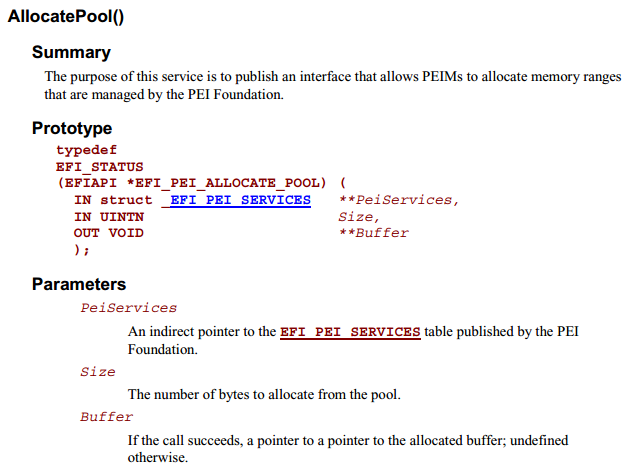 AllocatePool()
Summary
The purpose of this service is to publish an interface that allows PEIMs to allocate memory ranges
that are managed by the PEI Foundation.
Prototype
typedef
EFI_STATUS
(EFIAPI *EFI_PEI_ALLOCATE_POOL) (
IN struct _EFI_PEI_SERVICES **PeiServices,
IN UINTN Size,
OUT VOID **Buffer
);
Parameters
PeiServices
An indirect pointer to the EFI_PEI_SERVICES table published by the PEI
Foundation.
Size
The number of bytes to allocate from the pool.
Buffer
If the call succeeds, a pointer to a pointer to the allocated buffer; undefined
otherwise.